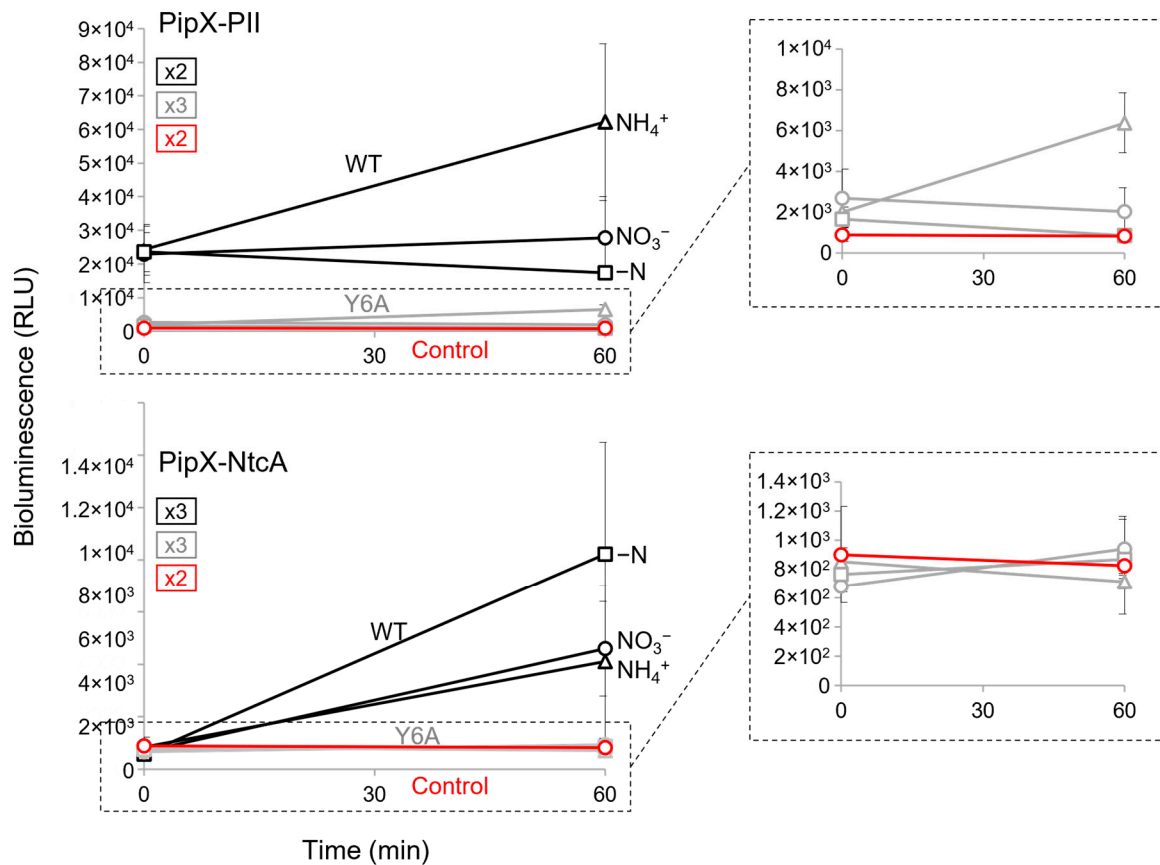 Bioluminescence (RLU)
PipX-PII
9×10⁴
8×10⁴
7×10⁴
6×10⁴
5×10⁴
4×10⁴
3×10⁴
2×10⁴
1×10⁴
0
x2
x3
x2
WT
NH₄⁺
NO₃⁻
−N
Y6A
Control
0
30
60
1×10⁴
8×10³
6×10³
4×10³
2×10³
0
0
30
60
PipX-NtcA
1.4×10⁴
1.2×10⁴
1×10⁴
8×10³
6×10³
4×10³
2×10³
0
x3
x3
x2
WT
−N
NO₃⁻
NH₄⁺
Y6A
Control
0
30
60
1.4×10³
1.2×10³
1×10³
8×10²
6×10²
4×10²
2×10²
0
0
30
60
Time (min)